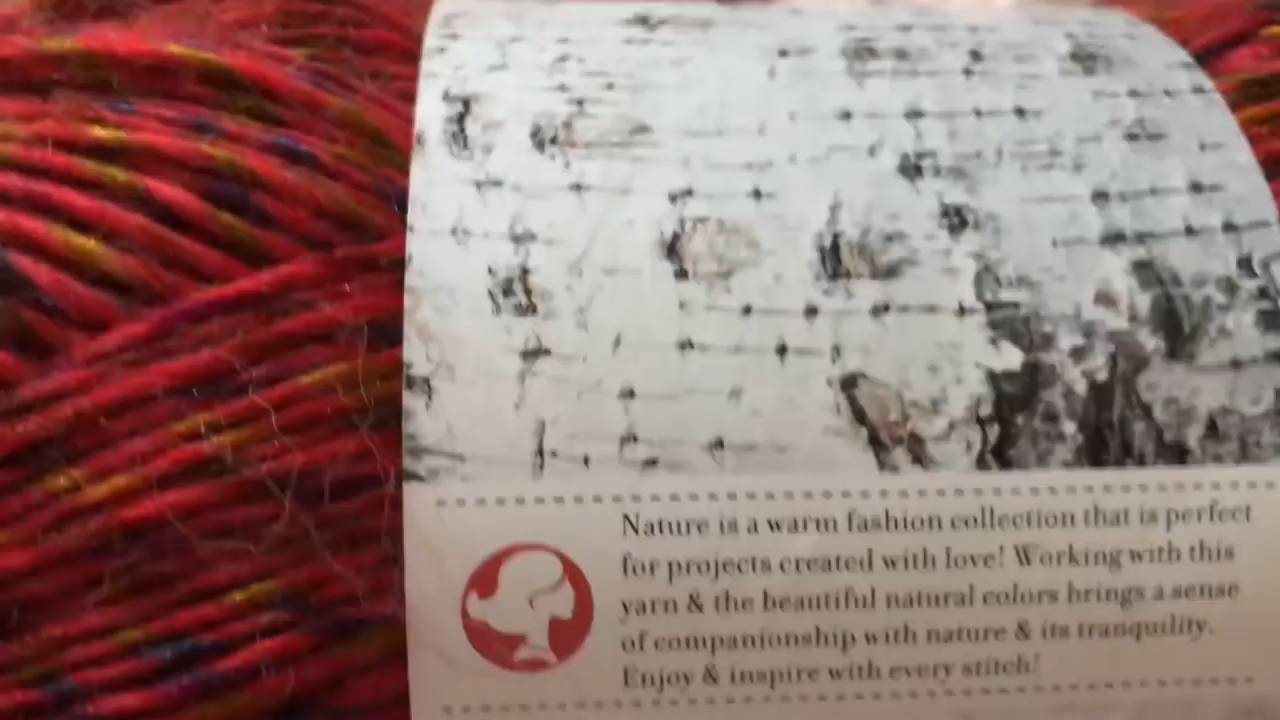 Nature is a warm fashion collection that is perfect
for projects created with love! Working with this
yarn & the beautiful natural colors brings a sense
of companionship with nature & its tranquility.
Enjoy & inspire with every stitch!